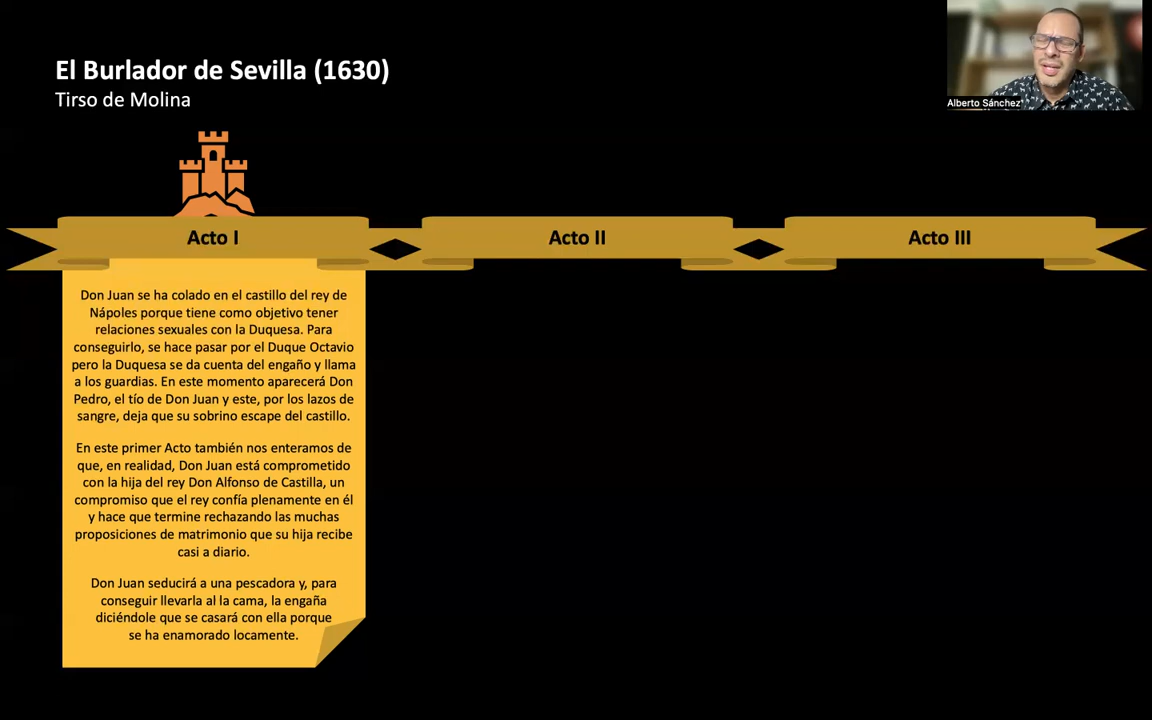 El Burlador de Sevilla (1630)
Tirso de Molina
Alberto Sánchez
Acto I
Acto II
Acto III
Don Juan se ha colado en el castillo del rey de
Nápoles porque tiene como objetivo tener
relaciones sexuales con la Duquesa. Para
conseguirlo, se hace pasar por el Duque Octavio
pero la Duquesa se da cuenta del engaño y llama
a los guardias. En este momento aparecerá Don
Pedro, el tío de Don Juan y este, por los lazos de
sangre, deja que su sobrino escape del castillo.
En este primer Acto también nos enteramos de
que, en realidad, Don Juan está comprometido
con la hija del rey Don Alfonso de Castilla, un
compromiso que el rey confía plenamente en él
y hace que termine rechazando las muchas
proposiciones de matrimonio que su hija recibe
casi a diario.
Don Juan seducirá a una pescadora y, para
conseguir llevarla al la cama, la engaña
diciéndole que se casará con ella porque
se ha enamorado locamente.